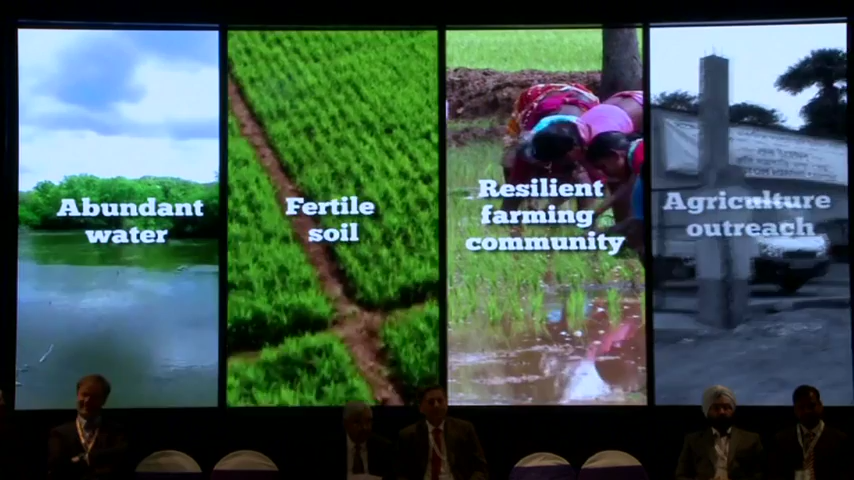 Abundant
water
Fertile
soil
Resilient
farming
community
Agriculture
outreach